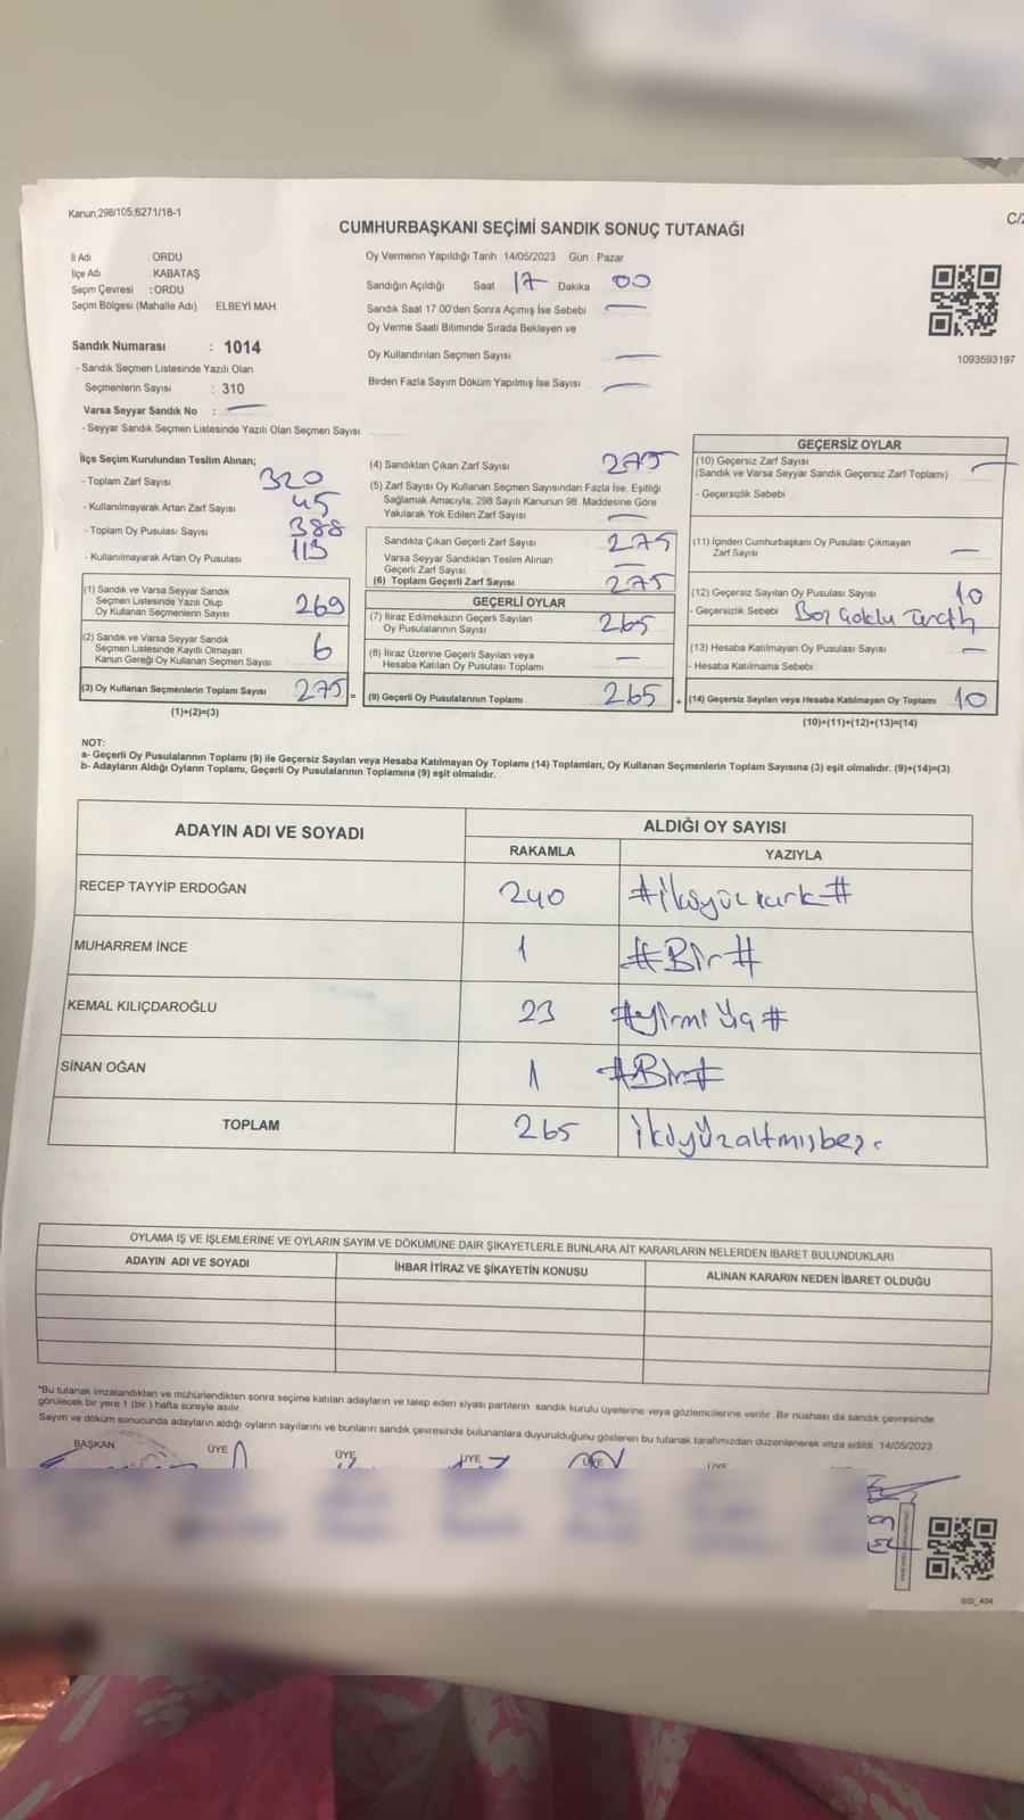 Kanun,298/105;6271/18-1
CUMHURBAŞKANI SEÇİMİ SANDIK SONUÇ TUTANAĞI
C/2
İl Adı : ORDU
İlçe Adı : KABATAŞ
Seçim Çevresi : ORDU
Seçim Bölgesi (Mahalle Adı) ELBEYİ MAH
Oy Vermenin Yapıldığı Tarih 14/05/2023 Gün : Pazar
Sandığın Açıldığı Saat 17 Dakika 00
Sandık Saat 17.00'den Sonra Açılmış İse Sebebi —
Oy Verme Saati Bitiminde Sırada Bekleyen ve
Oy Kullandırılan Seçmen Sayısı —
Birden Fazla Sayım Döküm Yapılmış İse Sayısı —
1093593197
Sandık Numarası : 1014
- Sandık Seçmen Listesinde Yazılı Olan
Seçmenlerin Sayısı : 310
Varsa Seyyar Sandık No : —
- Seyyar Sandık Seçmen Listesinde Yazılı Olan Seçmen Sayısı
İlçe Seçim Kurulundan Teslim Alınan;
- Toplam Zarf Sayısı 320
- Kullanılmayarak Artan Zarf Sayısı 45
- Toplam Oy Pusulası Sayısı 388
- Kullanılmayarak Artan Oy Pusulası 113
(1) Sandık ve Varsa Seyyar Sandık
Seçmen Listesinde Yazılı Olup
Oy Kullanan Seçmenlerin Sayısı 269
(2) Sandık ve Varsa Seyyar Sandık
Seçmen Listesinde Kayıtlı Olmayan
Kanun Gereği Oy Kullanan Seçmen Sayısı 6
(3) Oy Kullanan Seçmenlerin Toplam Sayısı 275 =
(1)+(2)=(3)
(4) Sandıktan Çıkan Zarf Sayısı 275
(5) Zarf Sayısı Oy Kullanan Seçmen Sayısından Fazla İse, Eşitliği
Sağlamak Amacıyla; 298 Sayılı Kanunun 98. Maddesine Göre
Yakılarak Yok Edilen Zarf Sayısı —
Sandıkta Çıkan Geçerli Zarf Sayısı 275
Varsa Seyyar Sandıktan Teslim Alınan
Geçerli Zarf Sayısı —
(6) Toplam Geçerli Zarf Sayısı 275
GEÇERLİ OYLAR
(7) İtiraz Edilmeksizin Geçerli Sayılan
Oy Pusulalarının Sayısı 265
(8) İtiraz Üzerine Geçerli Sayılan veya
Hesaba Katılan Oy Pusulası Toplamı —
(9) Geçerli Oy Pusulalarının Toplamı 265 +
GEÇERSİZ OYLAR
(10) Geçersiz Zarf Sayısı
(Sandık ve Varsa Seyyar Sandık Geçersiz Zarf Toplamı) —
- Geçersizlik Sebebi
(11) İçinden Cumhurbaşkanı Oy Pusulası Çıkmayan
Zarf Sayısı —
(12) Geçersiz Sayılan Oy Pusulası Sayısı 10
- Geçersizlik Sebebi
(13) Hesaba Katılmayan Oy Pusulası Sayısı —
- Hesaba Katılmama Sebebi
(14) Geçersiz Sayılan veya Hesaba Katılmayan Oy Toplamı 10
(10)+(11)+(12)+(13)=(14)
NOT:
a- Geçerli Oy Pusulalarının Toplamı (9) ile Geçersiz Sayılan veya Hesaba Katılmayan Oy Toplamı (14) Toplamları, Oy Kullanan Seçmenlerin Toplam Sayısına (3) eşit olmalıdır. (9)+(14)=(3)
b- Adayların Aldığı Oyların Toplamı, Geçerli Oy Pusulalarının Toplamına (9) eşit olmalıdır.
ADAYIN ADI VE SOYADI
ALDIĞI OY SAYISI
RAKAMLA YAZIYLA
RECEP TAYYİP ERDOĞAN 240 #ikiyüz kırk#
MUHARREM İNCE 1 #Bir#
KEMAL KILIÇDAROĞLU 23 #yirmi üç#
SİNAN OĞAN 1 #Bir#
TOPLAM 265 ikiyüzaltmışbeş.
OYLAMA İŞ VE İŞLEMLERİNE VE OYLARIN SAYIM VE DÖKÜMÜNE DAİR ŞİKAYETLERLE BUNLARA AİT KARARLARIN NELERDEN İBARET BULUNDUKLARI
ADAYIN ADI VE SOYADI İHBAR İTİRAZ VE ŞİKAYETİN KONUSU ALINAN KARARIN NEDEN İBARET OLDUĞU
*Bu tutanak imzalandıktan ve mühürlendikten sonra seçime katılan adayların ve talep eden siyasi partilerin sandık kurulu üyelerine veya gözlemcilerine verilir. Bir nüshası da sandık çevresinde
görülecek bir yere 1 (bir) hafta süreyle asılır.
Sayım ve döküm sonucunda adayların aldığı oyların sayılarını ve bunların sandık çevresinde bulunanlara duyurulduğunu gösteren bu tutanak tarafımızdan düzenlenerek imza edildi. 14/05/2023
BAŞKAN ÜYE ÜYE ÜYE ÜYE ÜYE